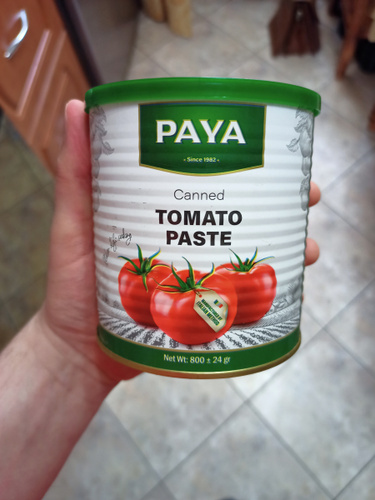 PAYA
- Since 1982 -
Canned
TOMATO
PASTE
Net Wt: 800 ± 24 gr